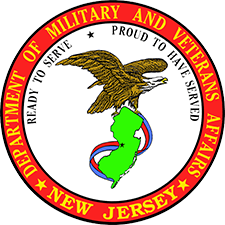 DEPARTMENT OF MILITARY AND VETERANS AFFAIRS
READY TO SERVE ★ PROUD TO HAVE SERVED
★ NEW JERSEY ★